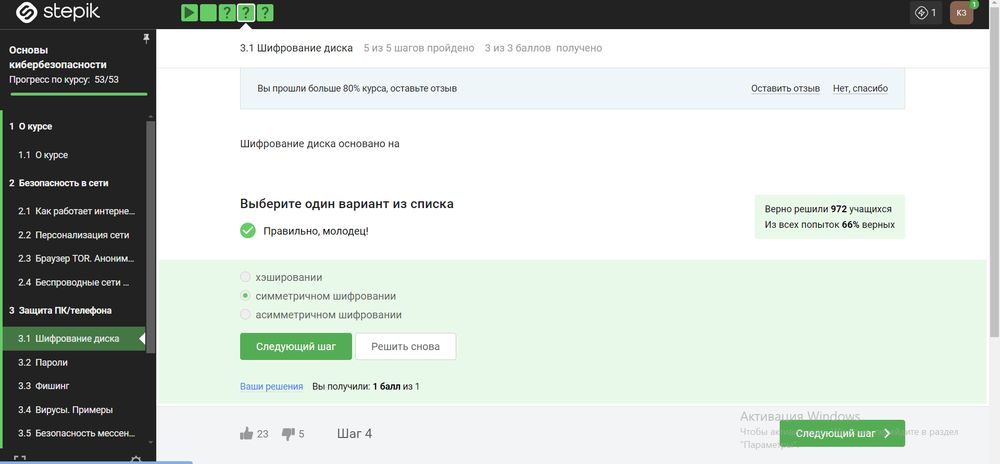 stepik
? ? ?
1
КЗ
1
Основы
кибербезопасности
Прогресс по курсу: 53/53
1 О курсе
1.1 О курсе
2 Безопасность в сети
2.1 Как работает интерне...
2.2 Персонализация сети
2.3 Браузер TOR. Аноним...
2.4 Беспроводные сети ...
3 Защита ПК/телефона
3.1 Шифрование диска
3.2 Пароли
3.3 Фишинг
3.4 Вирусы. Примеры
3.5 Безопасность мессен...
3.1 Шифрование диска 5 из 5 шагов пройдено 3 из 3 баллов получено
Вы прошли больше 80% курса, оставьте отзыв Оставить отзыв Нет, спасибо
Шифрование диска основано на
Выберите один вариант из списка
Правильно, молодец!
Верно решили 972 учащихся
Из всех попыток 66% верных
хэшировании
симметричном шифровании
асимметричном шифровании
Следующий шаг Решить снова
Ваши решения Вы получили: 1 балл из 1
23 5 Шаг 4
Следующий шаг
Активация Windows
Чтобы активировать Windows, перейдите в раздел
"Параметры".